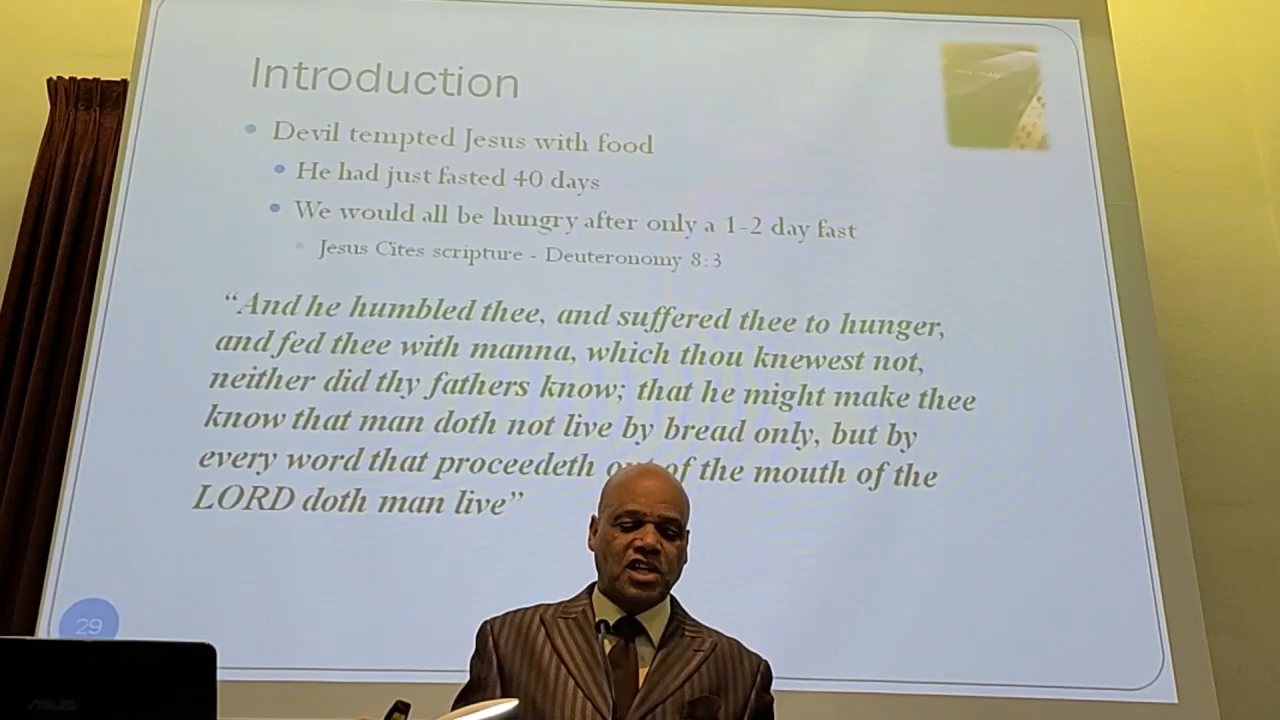 Introduction
Devil tempted Jesus with food
He had just fasted 40 days
We would all be hungry after only a 1-2 day fast
Jesus Cites scripture - Deuteronomy 8:3
“And he humbled thee, and suffered thee to hunger,
and fed thee with manna, which thou knewest not,
neither did thy fathers know; that he might make thee
know that man doth not live by bread only, but by
every word that proceedeth out of the mouth of the
LORD doth man live”
29
ASUS